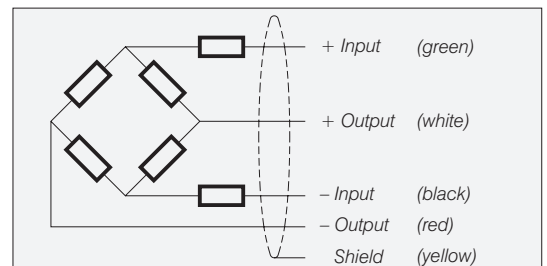 + Input (green)
+ Output (white)
– Input (black)
– Output (red)
Shield (yellow)